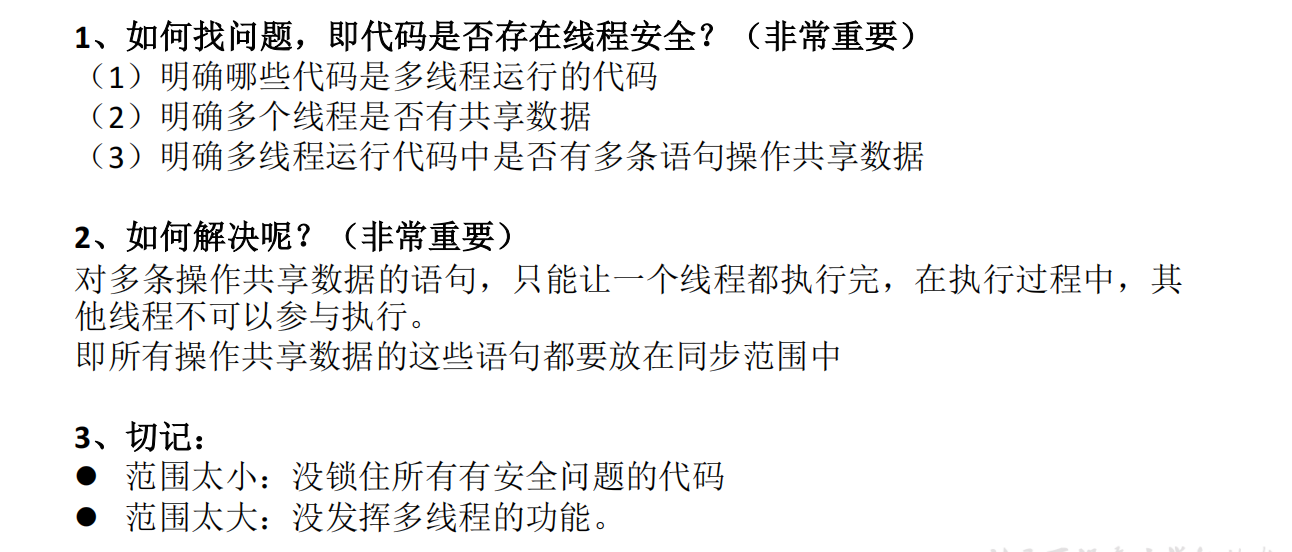 1、如何找问题，即代码是否存在线程安全？（非常重要）
（1）明确哪些代码是多线程运行的代码
（2）明确多个线程是否有共享数据
（3）明确多线程运行代码中是否有多条语句操作共享数据
2、如何解决呢？（非常重要）
对多条操作共享数据的语句，只能让一个线程都执行完，在执行过程中，其
他线程不可以参与执行。
即所有操作共享数据的这些语句都要放在同步范围中
3、切记：
● 范围太小：没锁住所有有安全问题的代码
● 范围太大：没发挥多线程的功能。